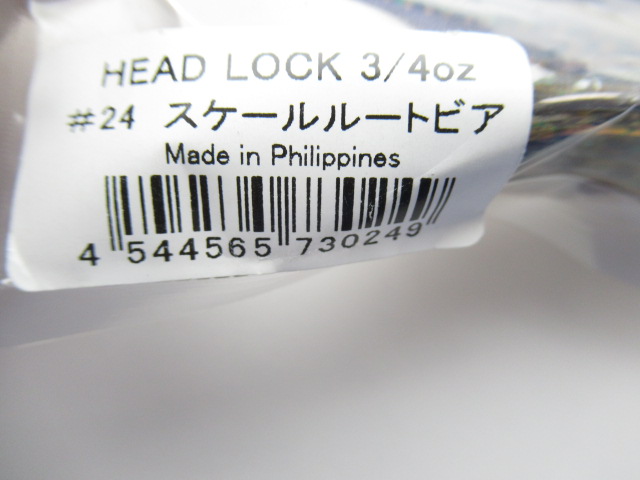 HEAD LOCK 3/4oz
#24 スケールルートビア
Made in Philippines
4 544565 730249